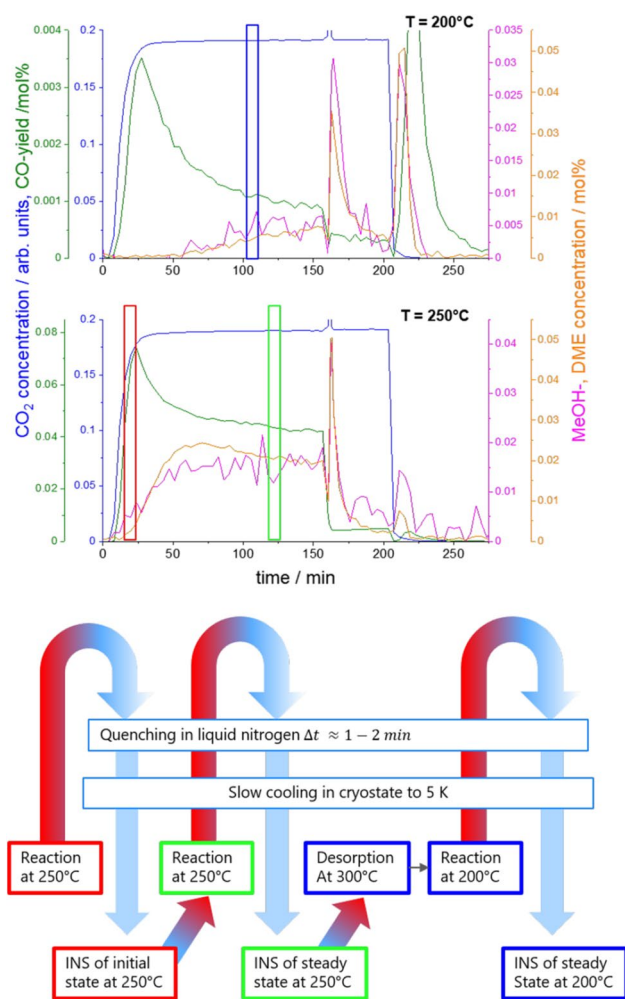 T = 200°C
0.004
0.003
0.002
0.001
0
0.2
0.15
0.1
0.05
0
0 50 100 150 200 250
0.035
0.03
0.025
0.02
0.015
0.01
0.005
0
0.05
0.04
0.03
0.02
0.01
0
CO₂ concentration / arb. units, CO-yield /mol%
T = 250°C
0.08
0.06
0.04
0.02
0
0.2
0.15
0.1
0.05
0
0 50 100 150 200 250
time / min
0.04
0.03
0.02
0.01
0
0.05
0.04
0.03
0.02
0.01
0
MeOH-, DME concentration / mol%
Quenching in liquid nitrogen Δt ≈ 1 − 2 min
Slow cooling in cryostate to 5 K
Reaction
at 250°C
Reaction
at 250°C
Desorption
At 300°C
Reaction
at 200°C
INS of initial
state at 250°C
INS of steady
state at 250°C
INS of steady
State at 200°C